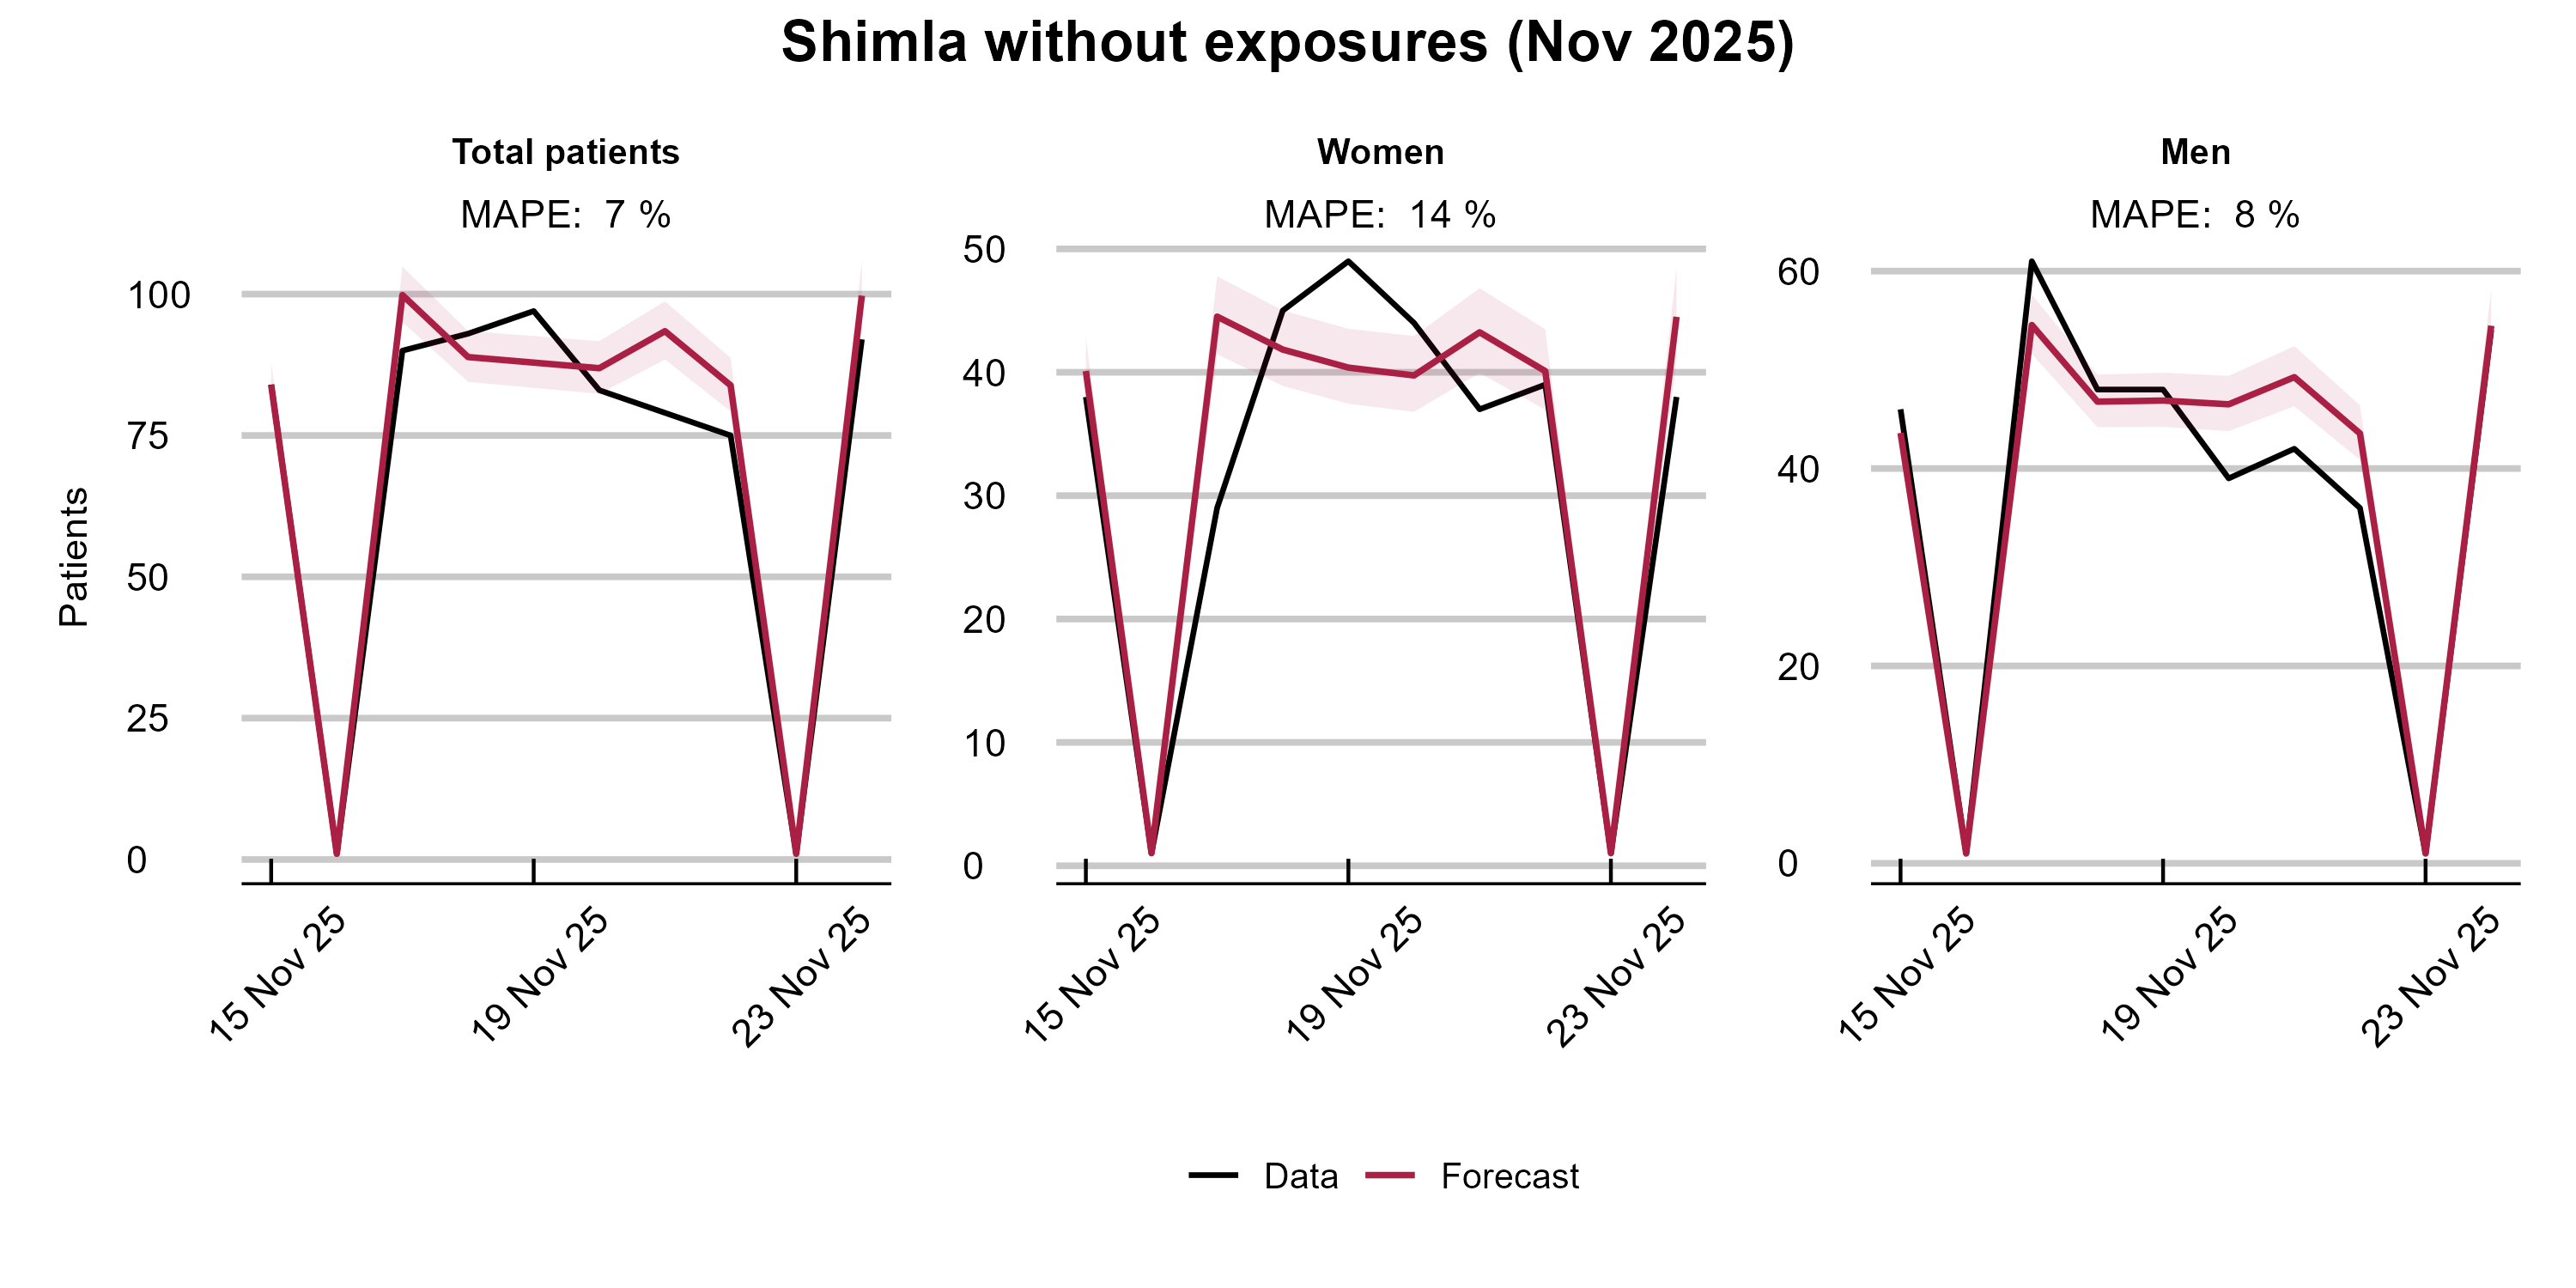 Shimla without exposures (Nov 2025)
Total patients
MAPE:  7 %
Women
MAPE:  14 %
Men
MAPE:  8 %
Patients
100
75
50
25
0
15 Nov 25
19 Nov 25
23 Nov 25
50
40
30
20
10
0
15 Nov 25
19 Nov 25
23 Nov 25
60
40
20
0
15 Nov 25
19 Nov 25
23 Nov 25
Data
Forecast